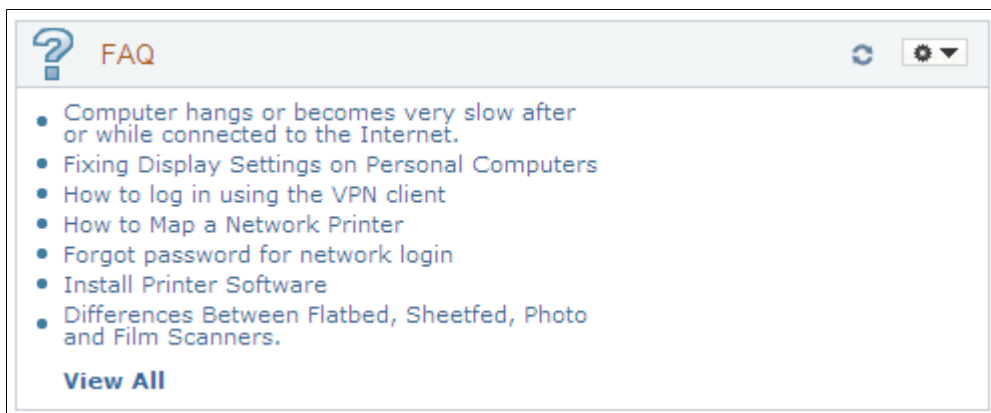 FAQ
Computer hangs or becomes very slow after
or while connected to the Internet.
Fixing Display Settings on Personal Computers
How to log in using the VPN client
How to Map a Network Printer
Forgot password for network login
Install Printer Software
Differences Between Flatbed, Sheetfed, Photo
and Film Scanners.
View All